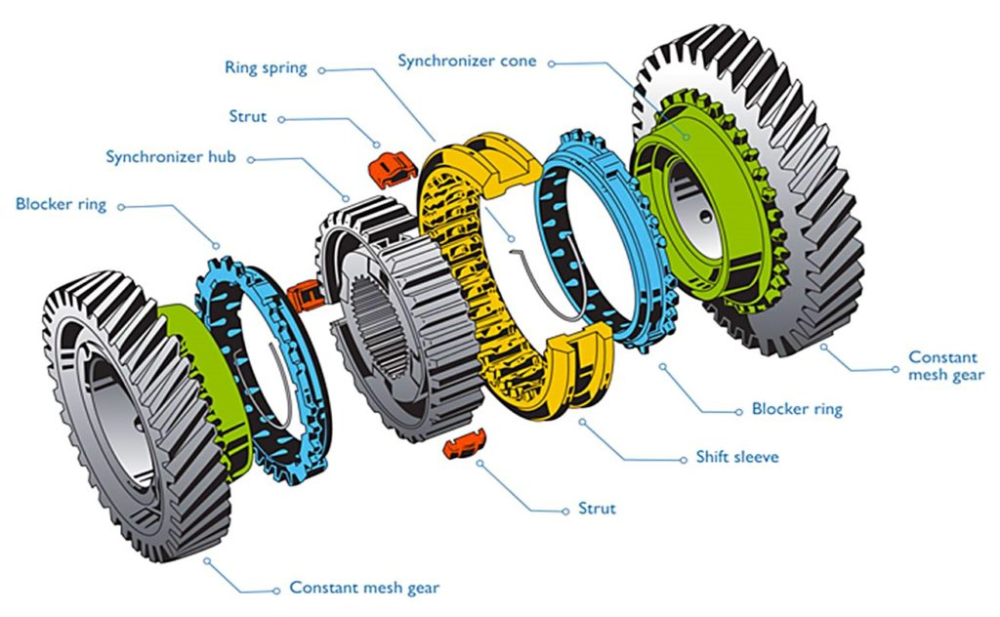 Ring spring
Synchronizer cone
Strut
Synchronizer hub
Blocker ring
Constant
mesh gear
Blocker ring
Shift sleeve
Strut
Constant mesh gear